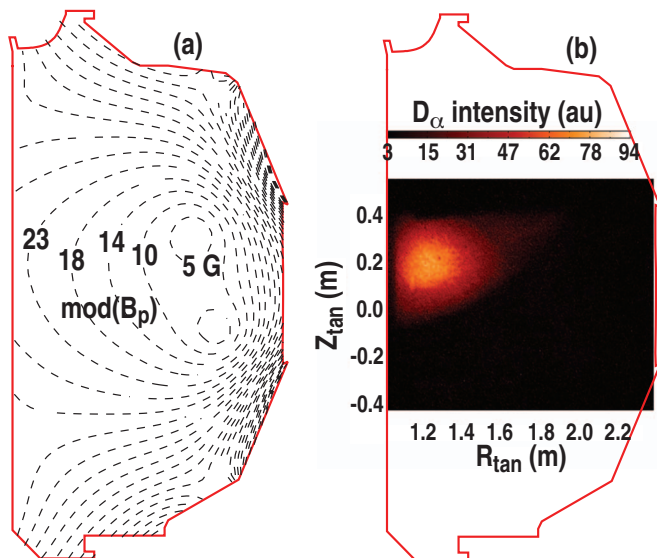 (a)
23
18
14
10
5 G
mod(Bp)
(b)
Dα intensity (au)
3 15 31 47 62 78 94
Ztan (m)
0.4
0.2
0.0
-0.2
-0.4
1.2 1.4 1.6 1.8 2.0 2.2
Rtan (m)